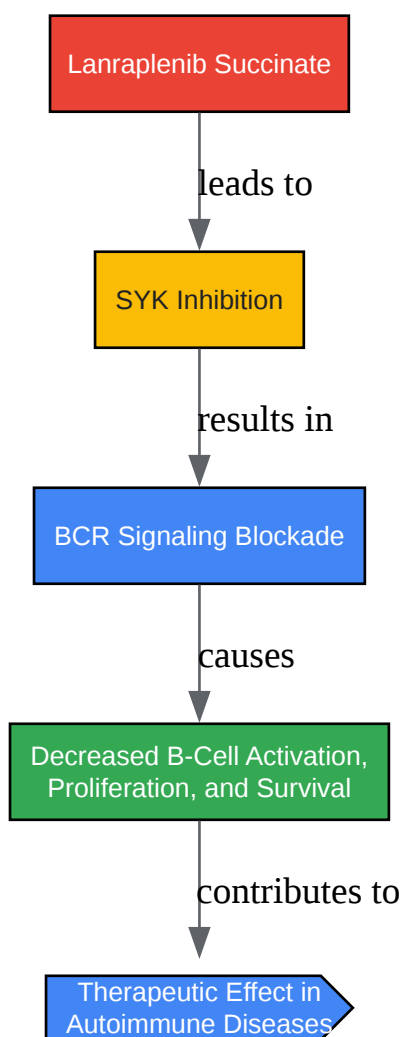 Lanraplenib Succinate
leads to
SYK Inhibition
results in
BCR Signaling Blockade
causes
Decreased B-Cell Activation,
Proliferation, and Survival
contributes to
Therapeutic Effect in
Autoimmune Diseases